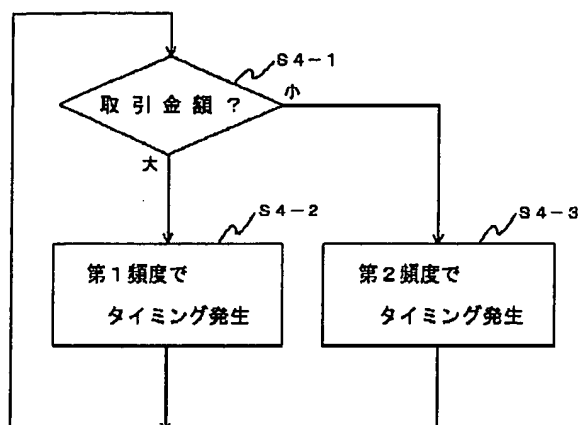 S4-1
取引金額?
小
大
S4-2
S4-3
第1頻度で
タイミング発生
第2頻度で
タイミング発生